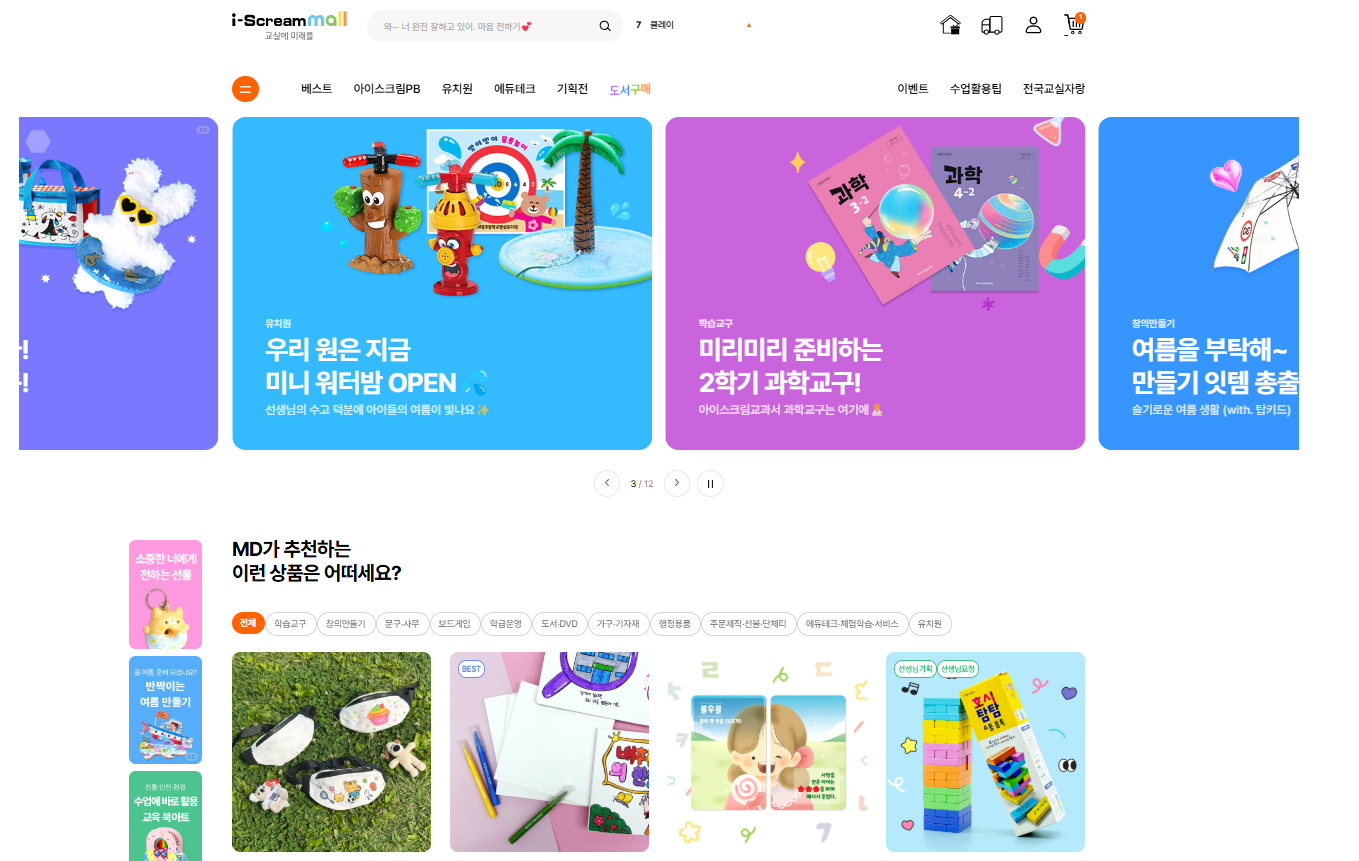 i-Scream mall
교실에 미래를
와… 너 완전 잘하고 있어. 마음 전하기💕
7 클레이
1
베스트
아이스크림PB
유치원
에듀테크
기획전
도서구매
이벤트
수업활용팁
전국교실자랑
AD
유치원
우리 원은 지금
미니 워터밤 OPEN 💦
선생님의 수고 덕분에 아이들의 여름이 빛나요 ✨
과학
3-2
과학
4-2
학습교구
미리미리 준비하는
2학기 과학교구!
아이스크림교과서 과학교구는 여기에
창의만들기
여름을 부탁해~
만들기 잇템 총출
슬기로운 여름 생활 (with. 탑키드)
3 / 12
소중한 너에게
전하는 선물
반짝이는
여름 만들기
AD
전통·안전·환경
수업에 바로 활용
교육 북아트
MD가 추천하는
이런 상품은 어떠세요?
전체
학습교구
창의만들기
문구·사무
보드게임
학급운영
도서·DVD
가구·기자재
행정용품
주문제작·선물·단체티
에듀테크·체험학습·서비스
유치원
BEST
선생님기획
선생님요청
호시
탐탐